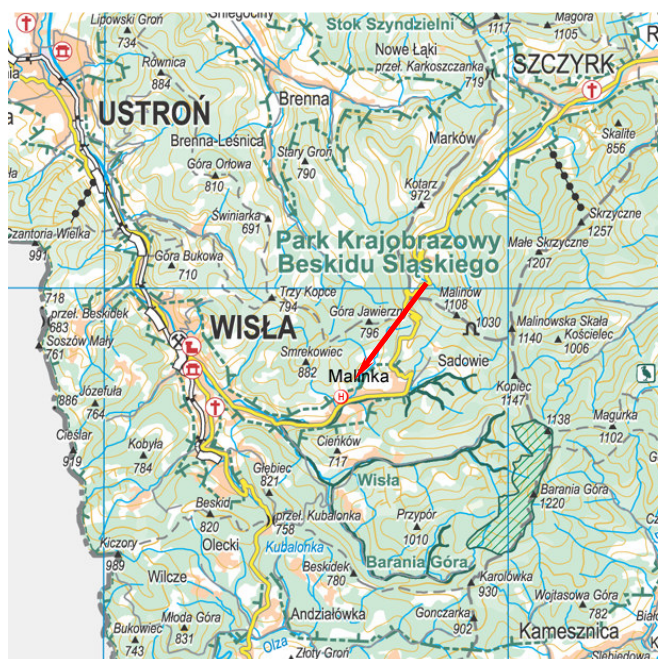 Lipowski Groń
734
Śniegociny
Stok Szyndzielni
Magóra
1117
1105
Nowe Łąki
przeł. Karkoszczanka
719
SZCZYRK
Równica
884
Brenna
USTROŃ
Brenna-Leśnica
Marków
Skalite
856
Góra Orłowa
810
Stary Groń
790
Kotarz
972
Świniarka
691
Skrzyczne
1257
Czantoria Wielka
991
Park Krajobrazowy
Beskidu Śląskiego
Małe Skrzyczne
1207
Góra Bukowa
710
718
przeł. Beskidek
683
Soszów Mały
761
Trzy Kopce
794
Góra Jawierzn
796
Malinów
1108
1030
Malinowska Skała
1140
Kościelec
1006
WISŁA
Smrekowiec
882
Malinka
Sadowie
H
Józefuła
764
886
Kopiec
1147
1138
Magurka
1102
Cieślar
919
Kobyła
784
Cieńków
717
Głębiec
821
Wisła
Barania Góra
1220
Beskid
820
przeł. Kubalonka
758
Przypór
1010
Kiczory
989
Olecki
Kubalonka
Barania Góra
Wilcze
Beskidek
780
Karolówka
930
Wojtasowa Góra
782
Młoda Góra
831
Andziałówka
Gonczarka
902
Kamesznica
Bukowiec
743
Olza
Złoty Groń